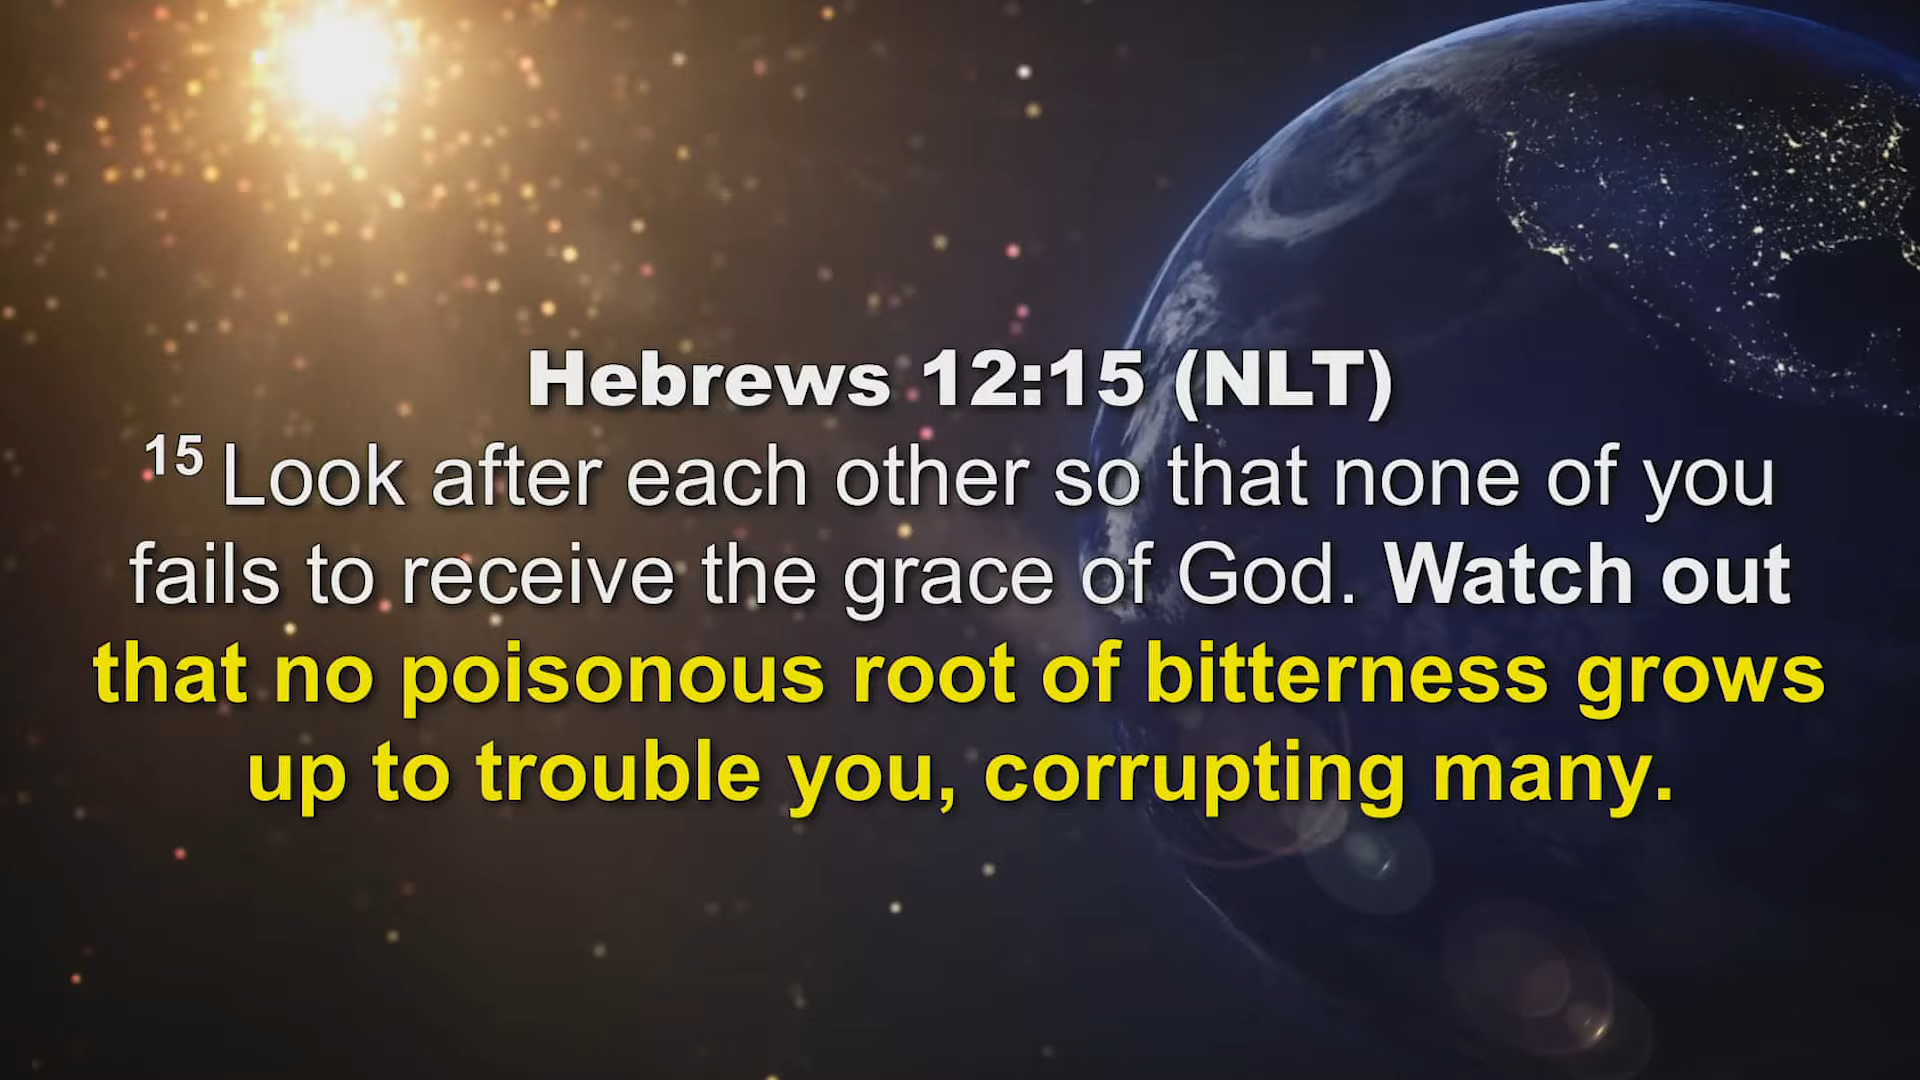 Hebrews 12:15 (NLT)
15 Look after each other so that none of you
fails to receive the grace of God. Watch out
that no poisonous root of bitterness grows
up to trouble you, corrupting many.